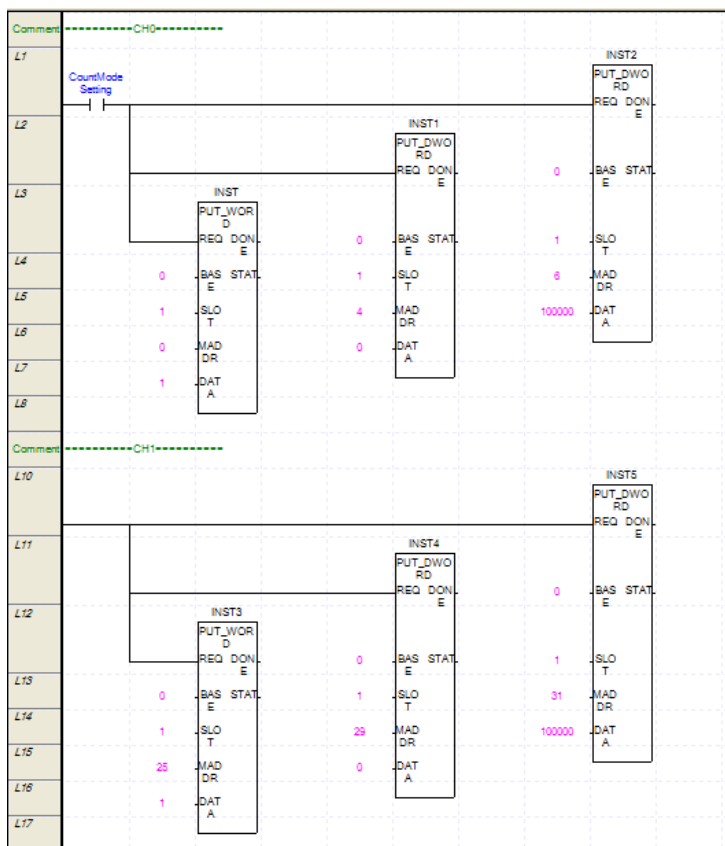 Comment
-----------CH0-----------
L1
INST2
CountMode
Setting
PUT_DWO
RD
REQ DON
E
L2
INST1
PUT_DWO
RD
REQ DON
E
0
BAS STAT
E
L3
INST
PUT_WOR
D
REQ DON
E
0
BAS STAT
E
1
SLO
T
L4
0
BAS STAT
E
1
SLO
T
6
MAD
DR
L5
1
SLO
T
4
MAD
DR
100000
DAT
A
L6
0
MAD
DR
0
DAT
A
L7
1
DAT
A
L8
Comment
-----------CH1-----------
L10
INST5
PUT_DWO
RD
REQ DON
E
L11
INST4
PUT_DWO
RD
REQ DON
E
0
BAS STAT
E
L12
INST3
PUT_WOR
D
REQ DON
E
0
BAS STAT
E
1
SLO
T
L13
0
BAS STAT
E
1
SLO
T
31
MAD
DR
L14
1
SLO
T
29
MAD
DR
100000
DAT
A
L15
25
MAD
DR
0
DAT
A
L16
1
DAT
A
L17